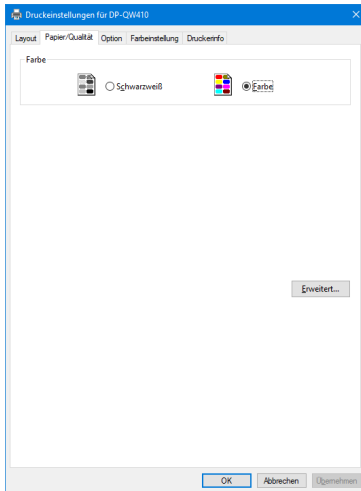 Druckeinstellungen für DP-QW410
Layout Papier/Qualität Option Farbeinstellung Druckerinfo
Farbe
Schwarzweiß Farbe
Erweitert...
OK Abbrechen Übernehmen